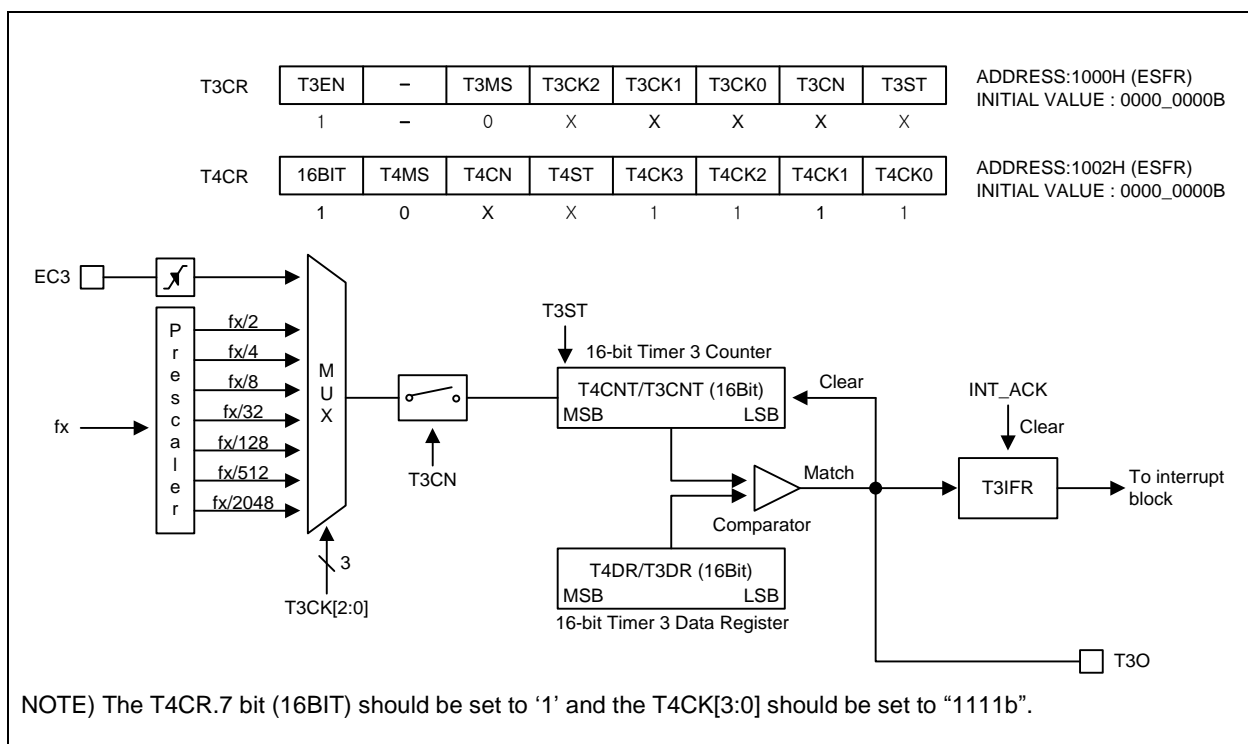 T3CR T3EN – T3MS T3CK2 T3CK1 T3CK0 T3CN T3ST ADDRESS:1000H (ESFR)
INITIAL VALUE : 0000_0000B
1 – 0 X X X X X
T4CR 16BIT T4MS T4CN T4ST T4CK3 T4CK2 T4CK1 T4CK0 ADDRESS:1002H (ESFR)
INITIAL VALUE : 0000_0000B
1 0 X X 1 1 1 1
EC3
Prescaler
fx
fx/2
fx/4
fx/8
fx/32
fx/128
fx/512
fx/2048
MUX
3
T3CK[2:0]
T3CN
T3ST
16-bit Timer 3 Counter
T4CNT/T3CNT (16Bit)
MSB LSB
Clear
Match
Comparator
T4DR/T3DR (16Bit)
MSB LSB
16-bit Timer 3 Data Register
INT_ACK
Clear
T3IFR
To interrupt
block
T3O
NOTE) The T4CR.7 bit (16BIT) should be set to ‘1’ and the T4CK[3:0] should be set to “1111b”.